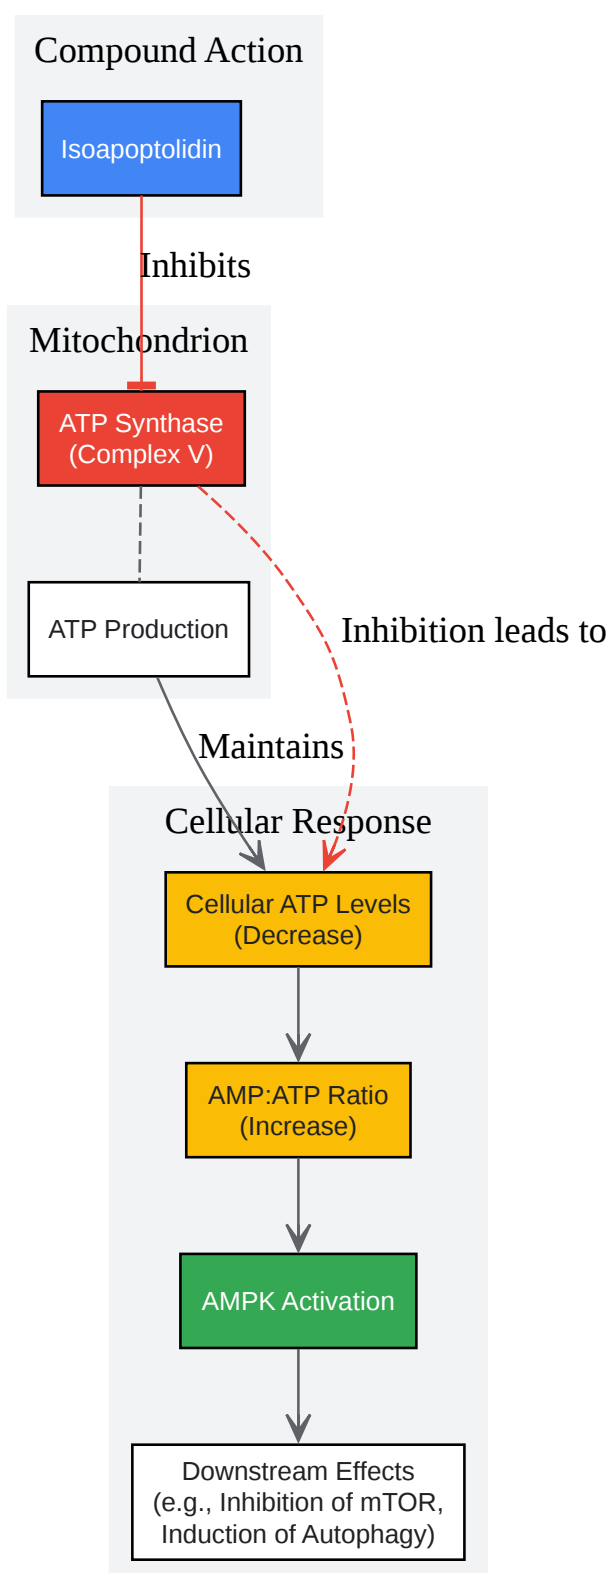 Compound Action
Isoapoptolidin
Inhibits
Mitochondrion
ATP Synthase
(Complex V)
ATP Production
Inhibition leads to
Maintains
Cellular Response
Cellular ATP Levels
(Decrease)
AMP:ATP Ratio
(Increase)
AMPK Activation
Downstream Effects
(e.g., Inhibition of mTOR,
Induction of Autophagy)